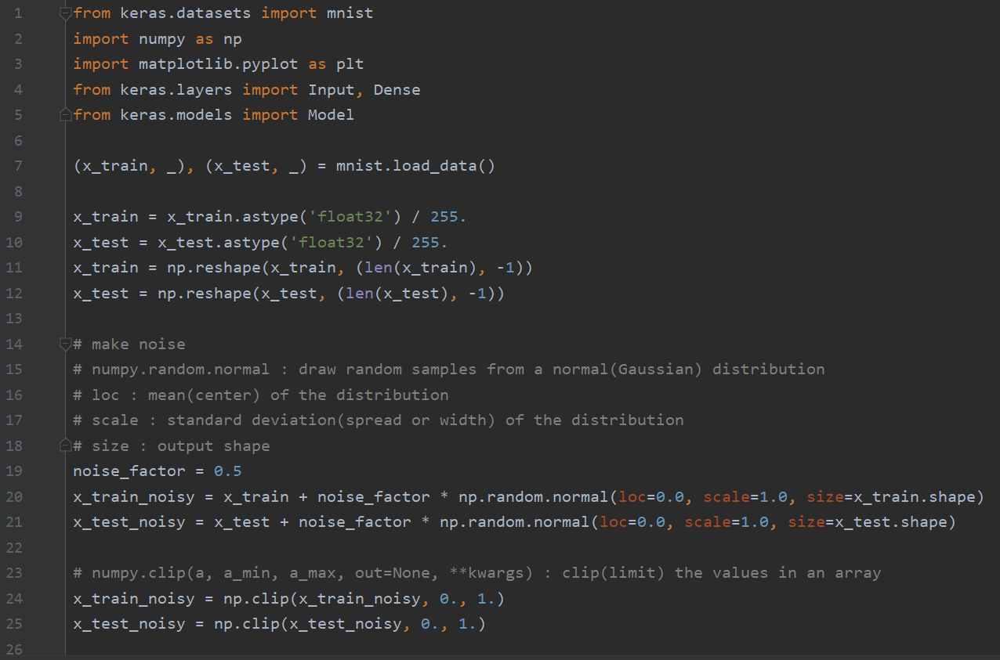 1 from keras.datasets import mnist
2 import numpy as np
3 import matplotlib.pyplot as plt
4 from keras.layers import Input, Dense
5 from keras.models import Model
6
7 (x_train, _), (x_test, _) = mnist.load_data()
8
9 x_train = x_train.astype('float32') / 255.
10 x_test = x_test.astype('float32') / 255.
11 x_train = np.reshape(x_train, (len(x_train), -1))
12 x_test = np.reshape(x_test, (len(x_test), -1))
13
14 # make noise
15 # numpy.random.normal : draw random samples from a normal(Gaussian) distribution
16 # loc : mean(center) of the distribution
17 # scale : standard deviation(spread or width) of the distribution
18 # size : output shape
19 noise_factor = 0.5
20 x_train_noisy = x_train + noise_factor * np.random.normal(loc=0.0, scale=1.0, size=x_train.shape)
21 x_test_noisy = x_test + noise_factor * np.random.normal(loc=0.0, scale=1.0, size=x_test.shape)
22
23 # numpy.clip(a, a_min, a_max, out=None, **kwargs) : clip(limit) the values in an array
24 x_train_noisy = np.clip(x_train_noisy, 0., 1.)
25 x_test_noisy = np.clip(x_test_noisy, 0., 1.)
26